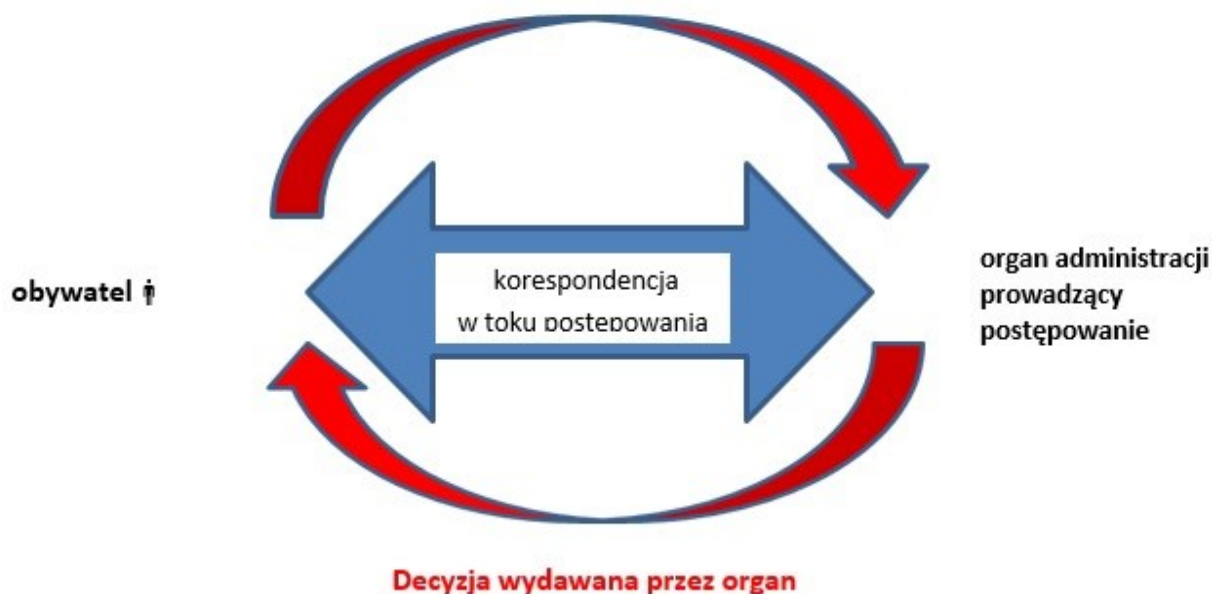 obywatel
korespondencja
w toku postępowania
organ administracji
prowadzący
postępowanie
Decyzja wydawana przez organ